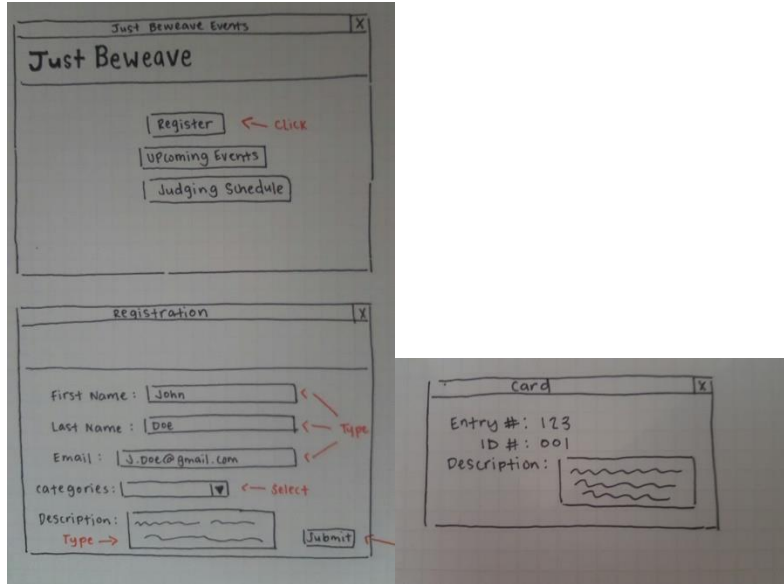 Just Beweave Events X
Just Beweave
Register ← Click
Upcoming Events
Judging Schedule
Registration X
First Name: John
Last Name: Doe
Type
Email: J.Doe@gmail.com
categories: ▼ ← Select
Description:
Type →
Submit ←
Card X
Entry #: 123
ID #: 001
Description: